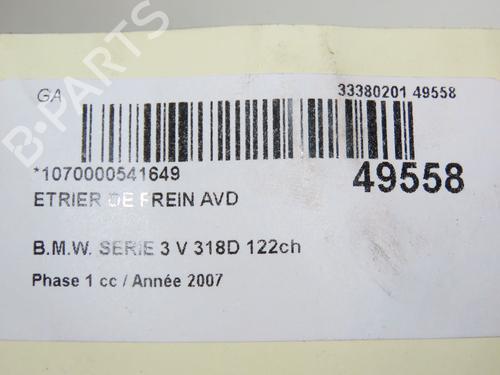 GA
33380201 49558
*1070000541649
49558
ETRIER DE FREIN AVD
B.M.W. SERIE 3 V 318D 122ch
Phase 1 cc / Année 2007
B-PARTS